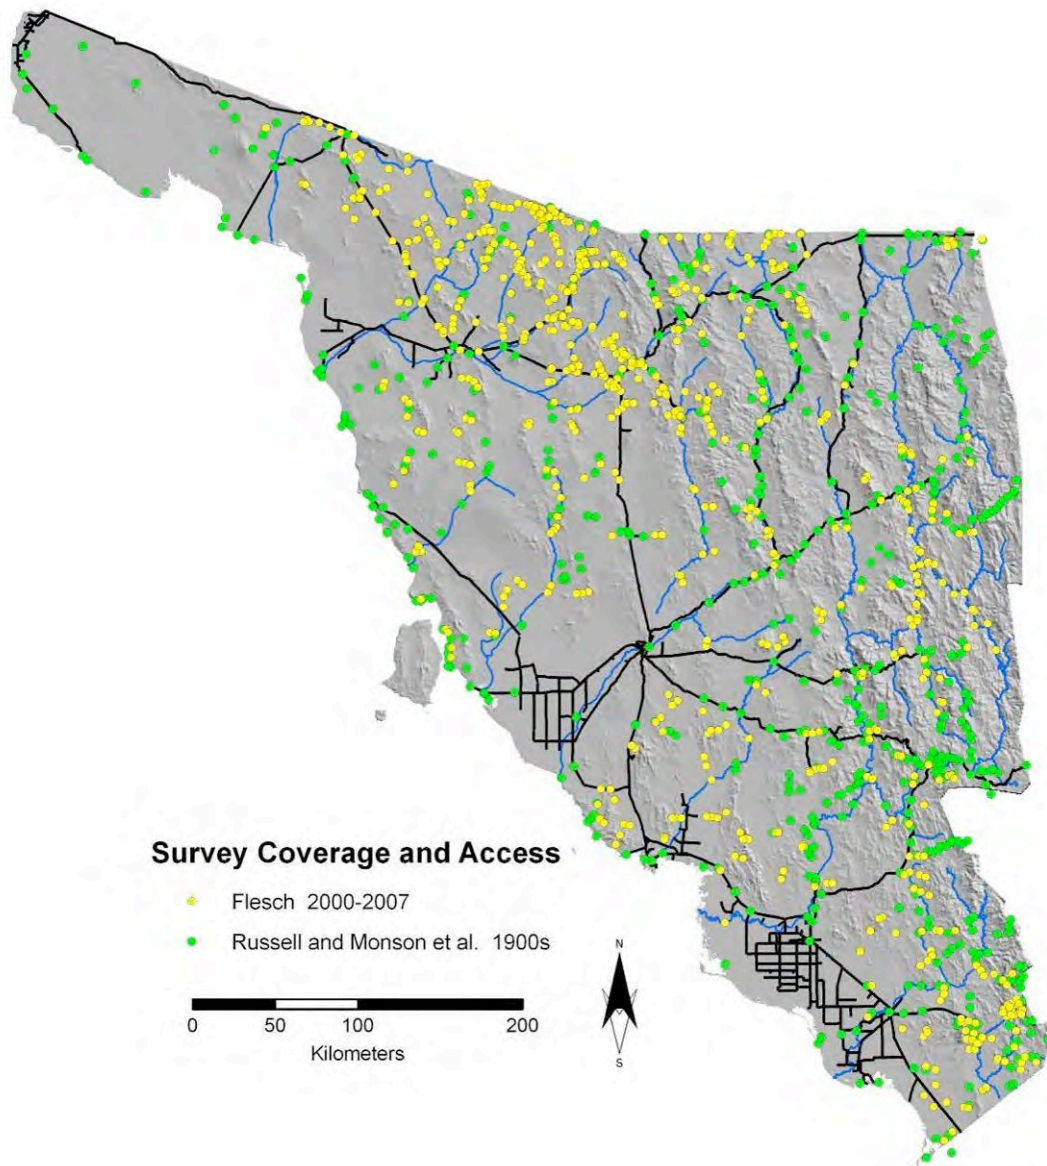 Survey Coverage and Access
Flesch 2000-2007
Russell and Monson et al. 1900s
N
0 50 100 200
Kilometers
S